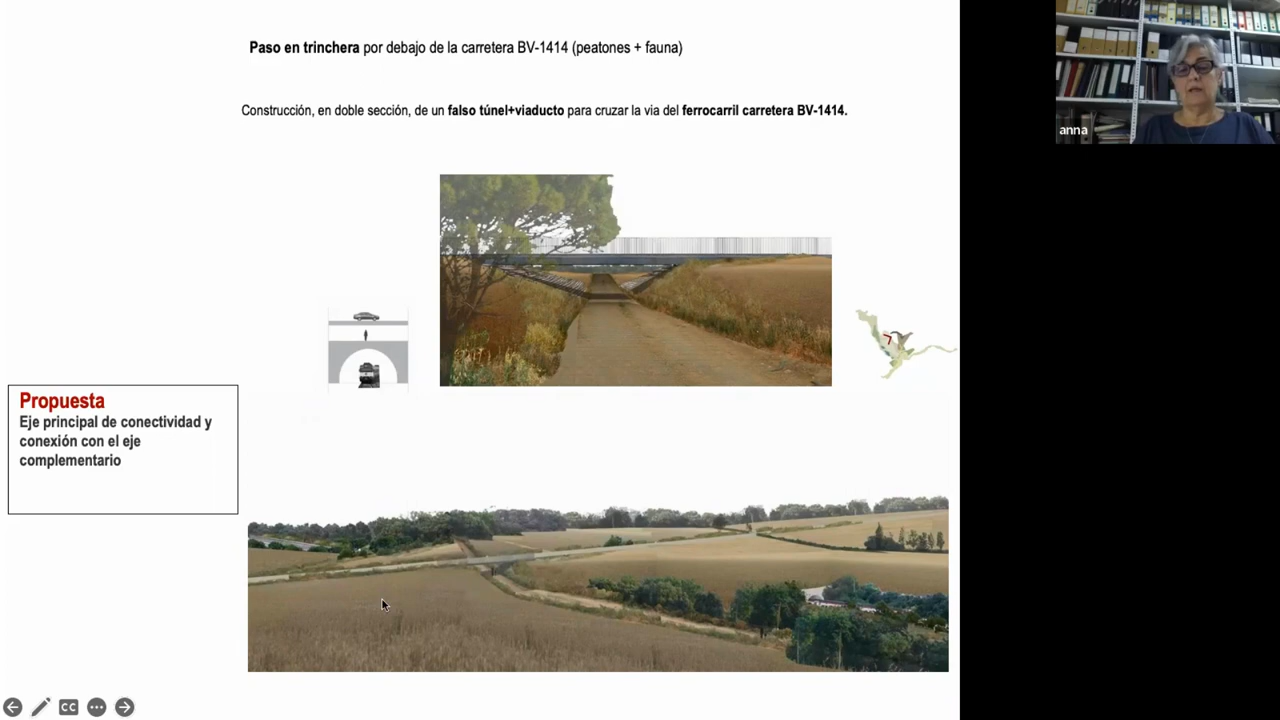 Paso en trinchera por debajo de la carretera BV-1414 (peatones + fauna)
Construcción, en doble sección, de un falso túnel+viaducto para cruzar la via del ferrocarril carretera BV-1414.
anna
Propuesta
Eje principal de conectividad y
conexión con el eje
complementario
CC